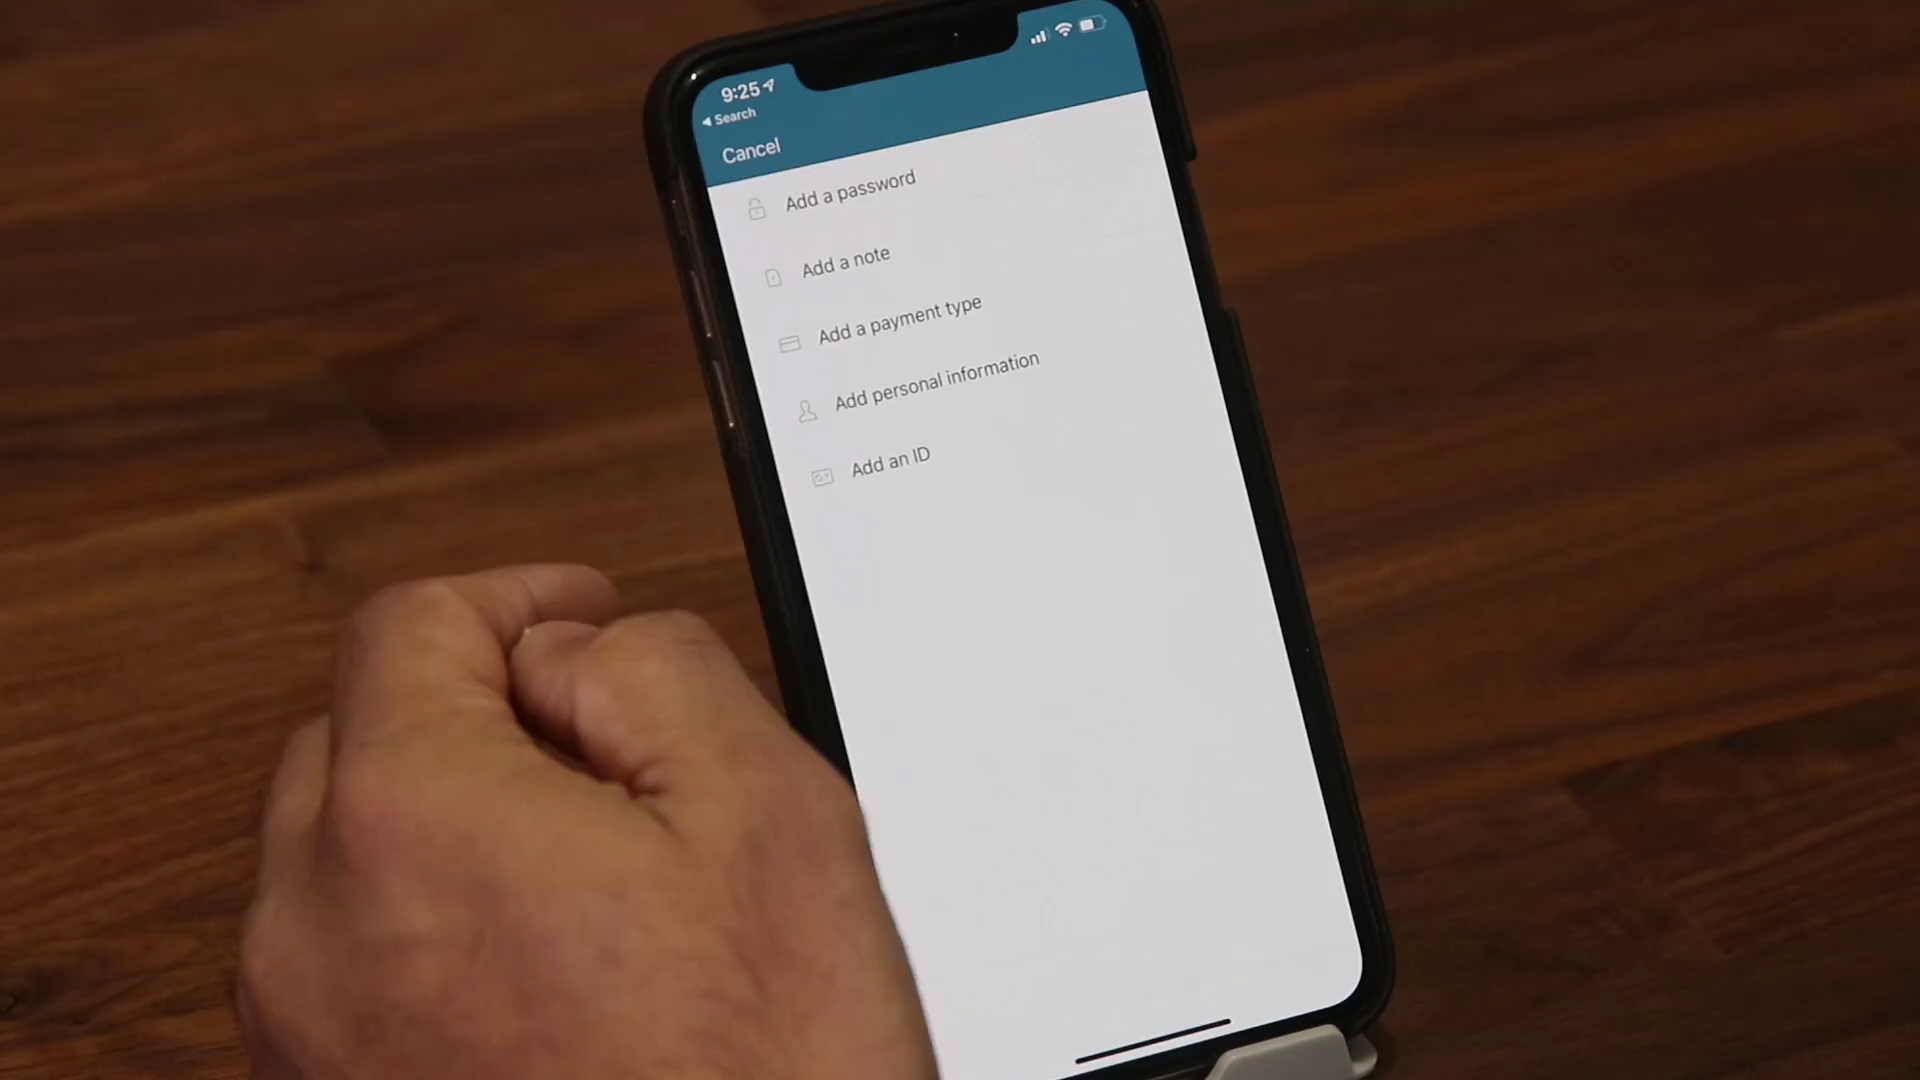 9:25
Search
Cancel
Add a password
Add a note
Add a payment type
Add personal information
Add an ID